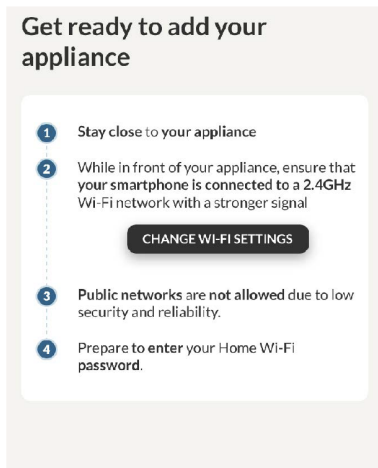 Get ready to add your
appliance
1 Stay close to your appliance
2 While in front of your appliance, ensure that
your smartphone is connected to a 2.4GHz
Wi-Fi network with a stronger signal
CHANGE WI-FI SETTINGS
3 Public networks are not allowed due to low
security and reliability.
4 Prepare to enter your Home Wi-Fi
password.